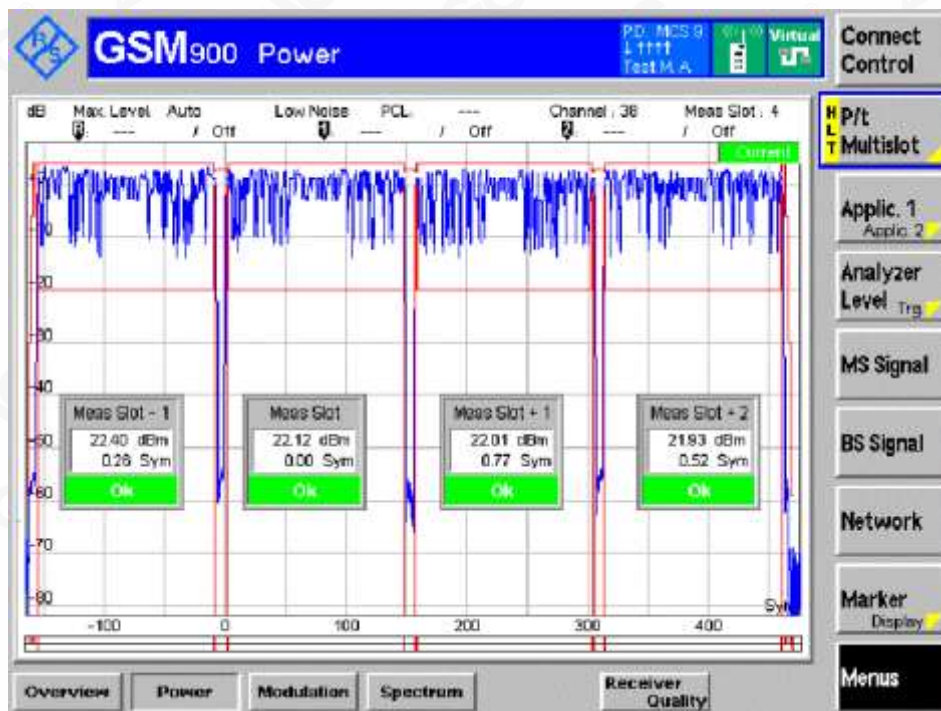 R S
GSM900 Power
P.D. MCS 9
↓ ↑↑↑↑
Test M. A.
Virtual
Connect
Control
dB Max. Level Auto Low Noise PCL: --- Channel : 38 Meas Slot : 4
1: --- / Off 1: --- / Off 2: --- / Off
Current
H
L
T
P/t
Multislot
Applic. 1
Applic. 2
Analyzer
Level Trg
MS Signal
BS Signal
Network
Marker
Display
Menus
-10
-20
-30
-40
-50
-60
-70
-80
Meas Slot - 1
22.40 dBm
0.26 Sym
Ok
Meas Slot
22.12 dBm
0.00 Sym
Ok
Meas Slot + 1
22.01 dBm
0.77 Sym
Ok
Meas Slot + 2
21.93 dBm
0.52 Sym
Ok
-100 0 100 200 300 400
Overview Power Modulation Spectrum Receiver
Quality